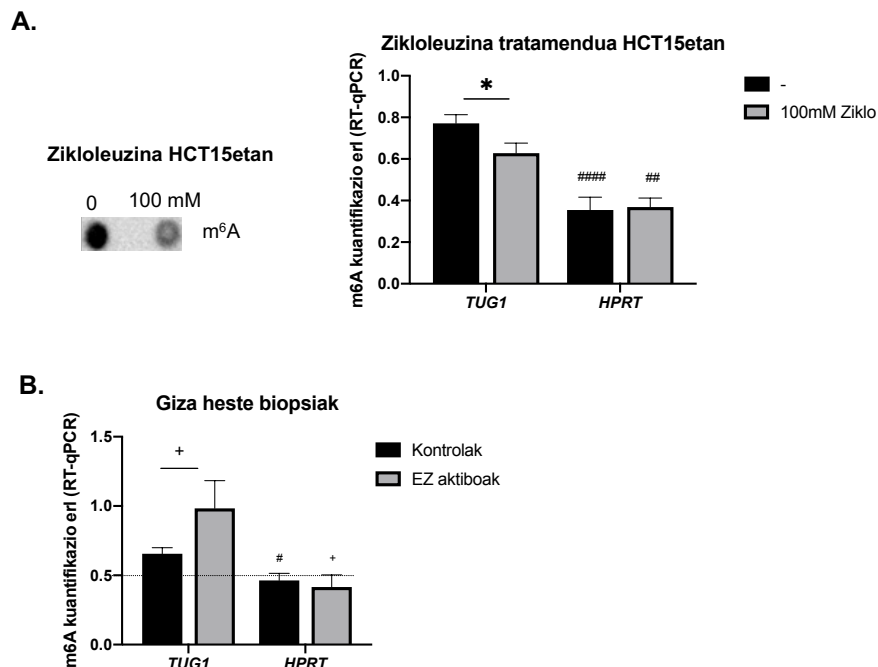 A.
Zikloleuzina HCT15etan
0 100 mM
m⁶A
Zikloleuzina tratamendua HCT15etan
m6A kuantifikazio erl (RT-qPCR)
1.0
0.8
0.6
0.4
0.2
0.0
*
####
##
TUG1 HPRT
-
100mM Ziklo
B.
Giza heste biopsiak
m6A kuantifikazio erl (RT-qPCR)
1.5
1.0
0.5
0.0
+
#
+
TUG1 HPRT
Kontrolak
EZ aktiboak